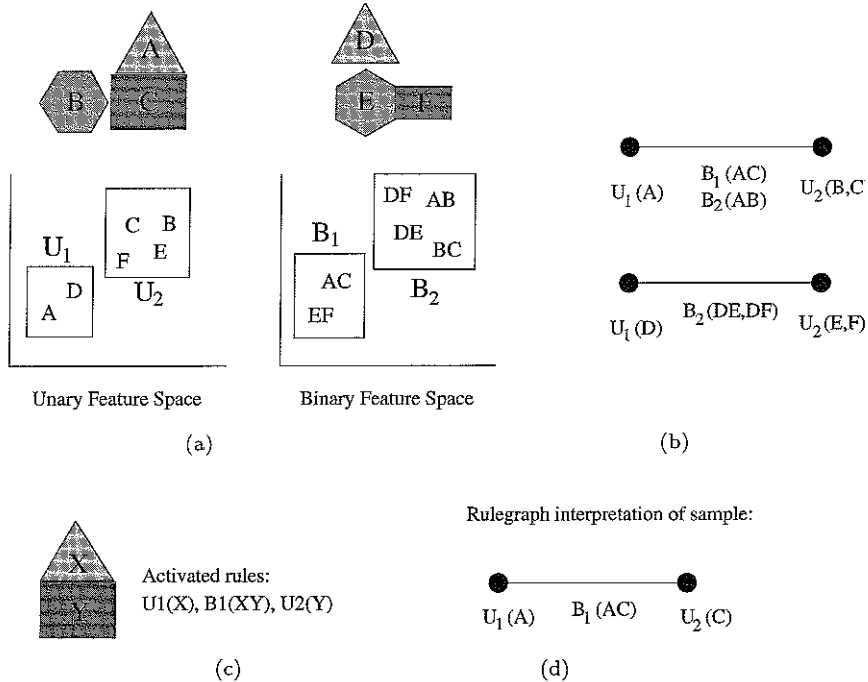 A
B
C
D
E
F
U₁
D
A
C B
F E
U₂
Unary Feature Space
B₁
AC
EF
DF AB
DE
BC
B₂
Binary Feature Space
(a)
U₁(A)
B₁(AC)
B₂(AB)
U₂(B,C
U₁(D)
B₂(DE,DF)
U₂(E,F)
(b)
X
Y
Activated rules:
U1(X), B1(XY), U2(Y)
(c)
Rulegraph interpretation of sample:
U₁(A)
B₁(AC)
U₂(C)
(d)